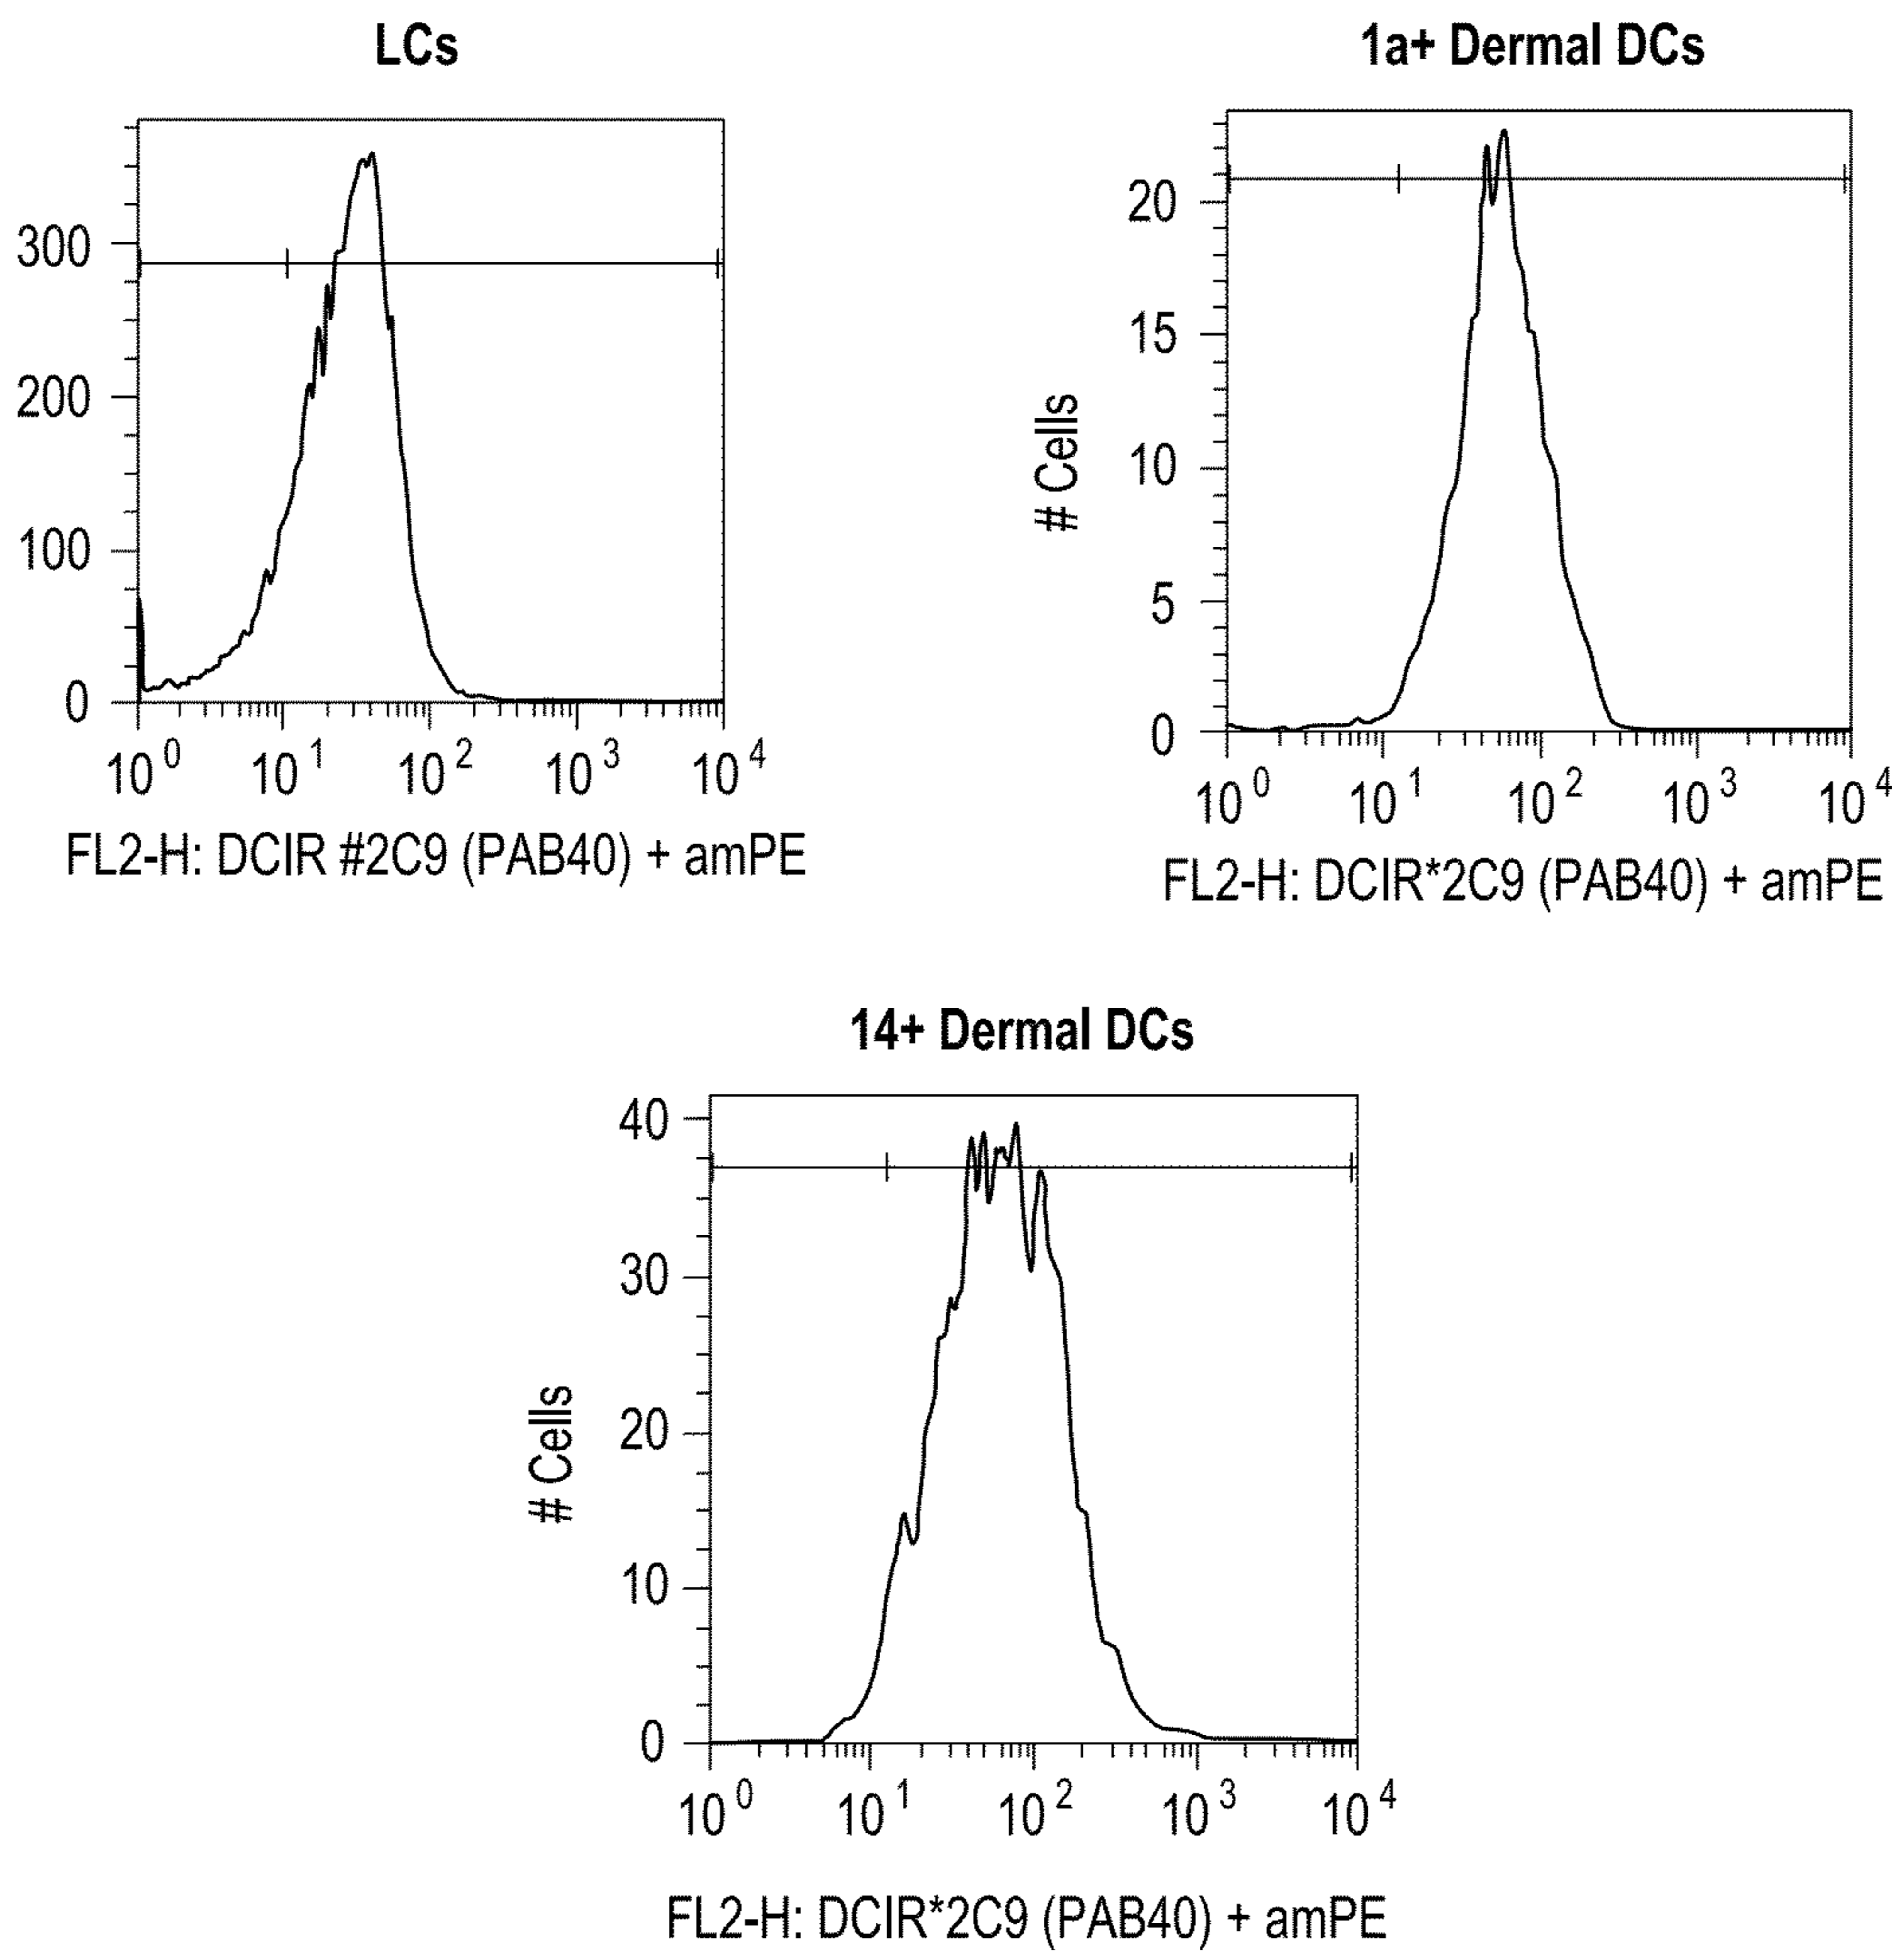 LCs
300
200
100
0
10^0 10^1 10^2 10^3 10^4
FL2-H: DCIR #2C9 (PAB40) + amPE
1a+ Dermal DCs
# Cells
20
15
10
5
0
10^0 10^1 10^2 10^3 10^4
FL2-H: DCIR*2C9 (PAB40) + amPE
14+ Dermal DCs
# Cells
40
30
20
10
0
10^0 10^1 10^2 10^3 10^4
FL2-H: DCIR*2C9 (PAB40) + amPE